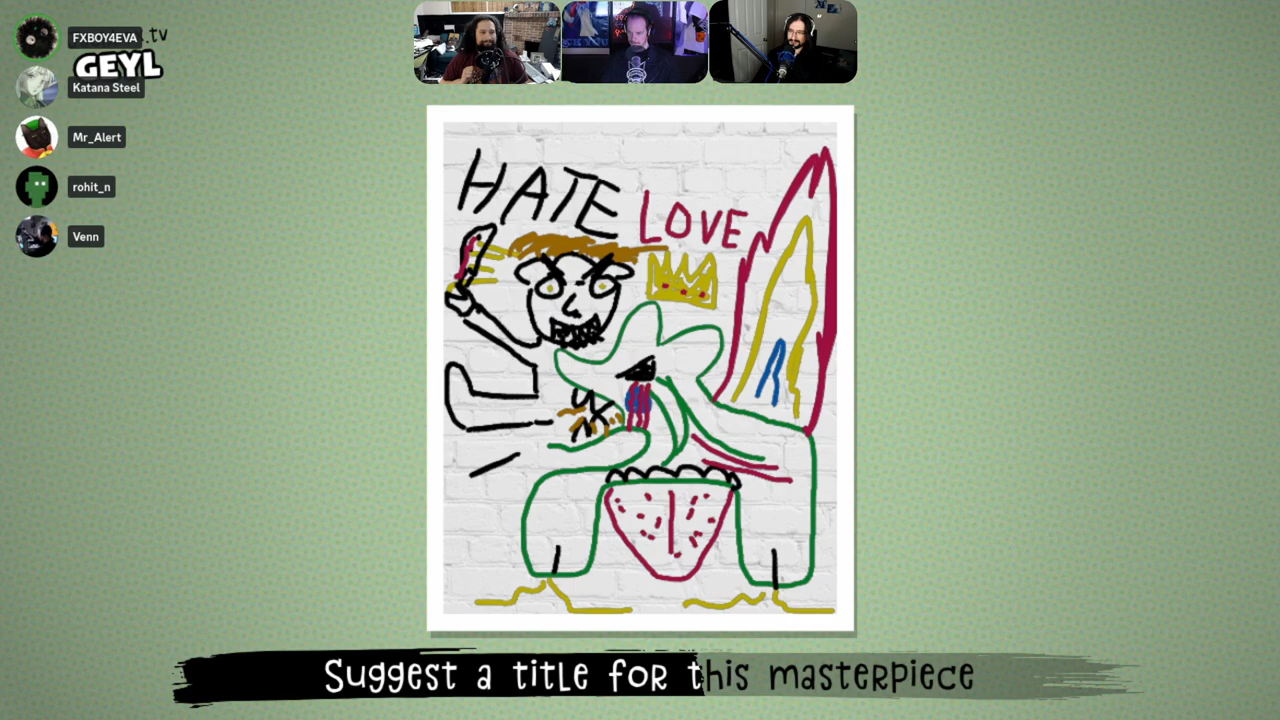 FXBOY4EVA
.tv
GEYL
Katana Steel
Mr_Alert
rohit_n
Venn
HATE
LOVE
Suggest a title for this masterpiece